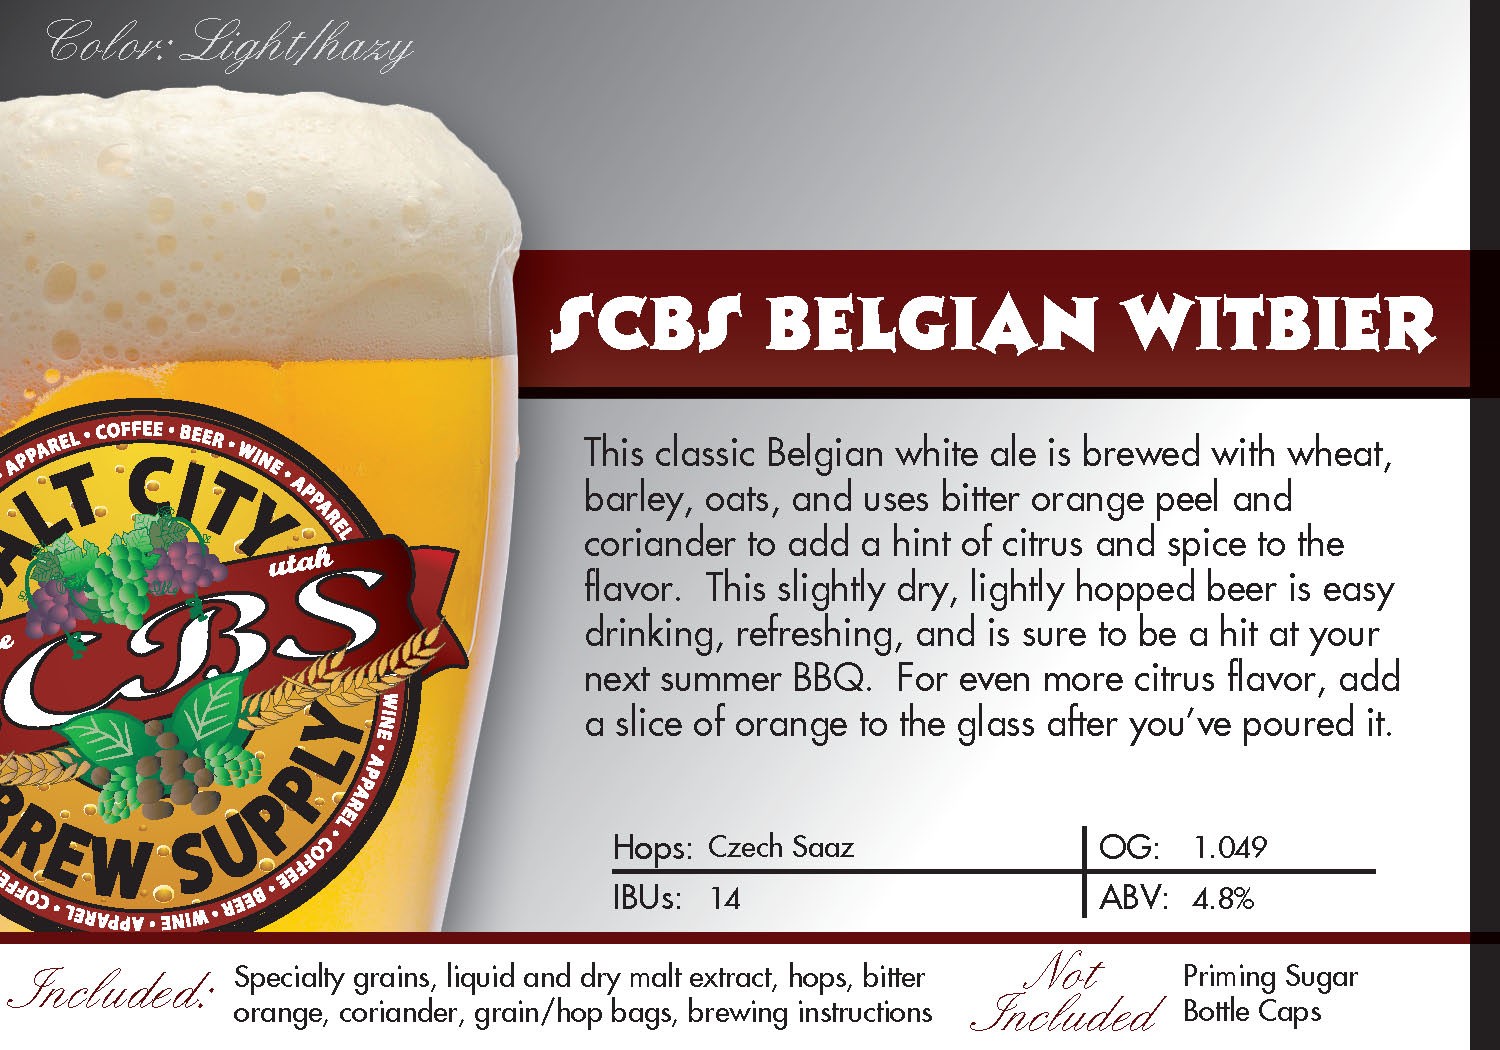 Color: Light/hazy
SCBS BELGIAN WITBIER
This classic Belgian white ale is brewed with wheat,
barley, oats, and uses bitter orange peel and
coriander to add a hint of citrus and spice to the
flavor.  This slightly dry, lightly hopped beer is easy
drinking, refreshing, and is sure to be a hit at your
next summer BBQ.  For even more citrus flavor, add
a slice of orange to the glass after you've poured it.
APPAREL • COFFEE • BEER • WINE • APPAREL
ALT CITY
utah
CBS
BREW SUPPLY
WINE • APPAREL • COFFEE • BEER • WINE • APPAREL • COFFE
Hops: Czech Saaz
OG: 1.049
IBUs: 14
ABV: 4.8%
Included: Specialty grains, liquid and dry malt extract, hops, bitter
orange, coriander, grain/hop bags, brewing instructions
Not
Included
Priming Sugar
Bottle Caps